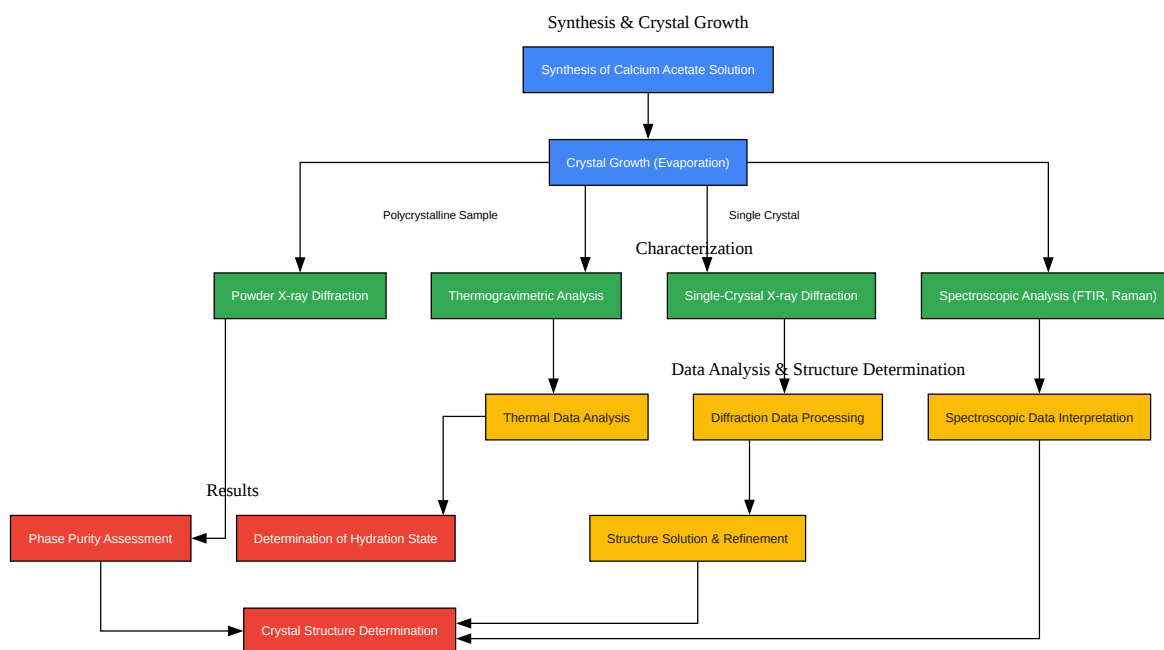 Synthesis & Crystal Growth
Synthesis of Calcium Acetate Solution
Crystal Growth (Evaporation)
Polycrystalline Sample
Single Crystal
Characterization
Powder X-ray Diffraction
Thermogravimetric Analysis
Single-Crystal X-ray Diffraction
Spectroscopic Analysis (FTIR, Raman)
Data Analysis & Structure Determination
Thermal Data Analysis
Diffraction Data Processing
Spectroscopic Data Interpretation
Results
Phase Purity Assessment
Determination of Hydration State
Structure Solution & Refinement
Crystal Structure Determination